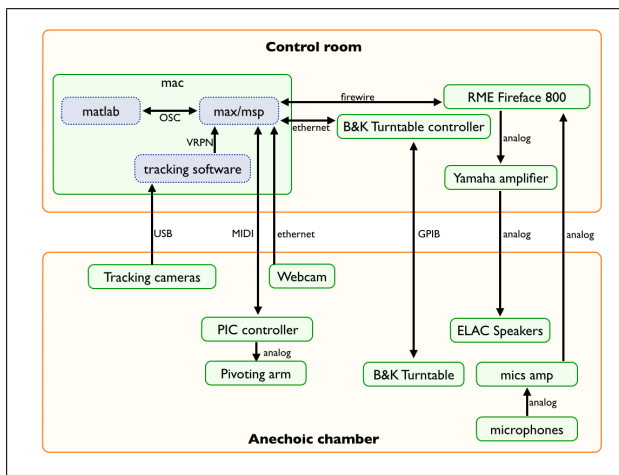 Control room
mac
matlab
OSC
max/msp
VRPN
tracking software
firewire
ethernet
RME Fireface 800
B&K Turntable controller
analog
Yamaha amplifier
USB
MIDI
ethernet
GPIB
analog
analog
Tracking cameras
Webcam
PIC controller
analog
Pivoting arm
ELAC Speakers
B&K Turntable
mics amp
analog
microphones
Anechoic chamber